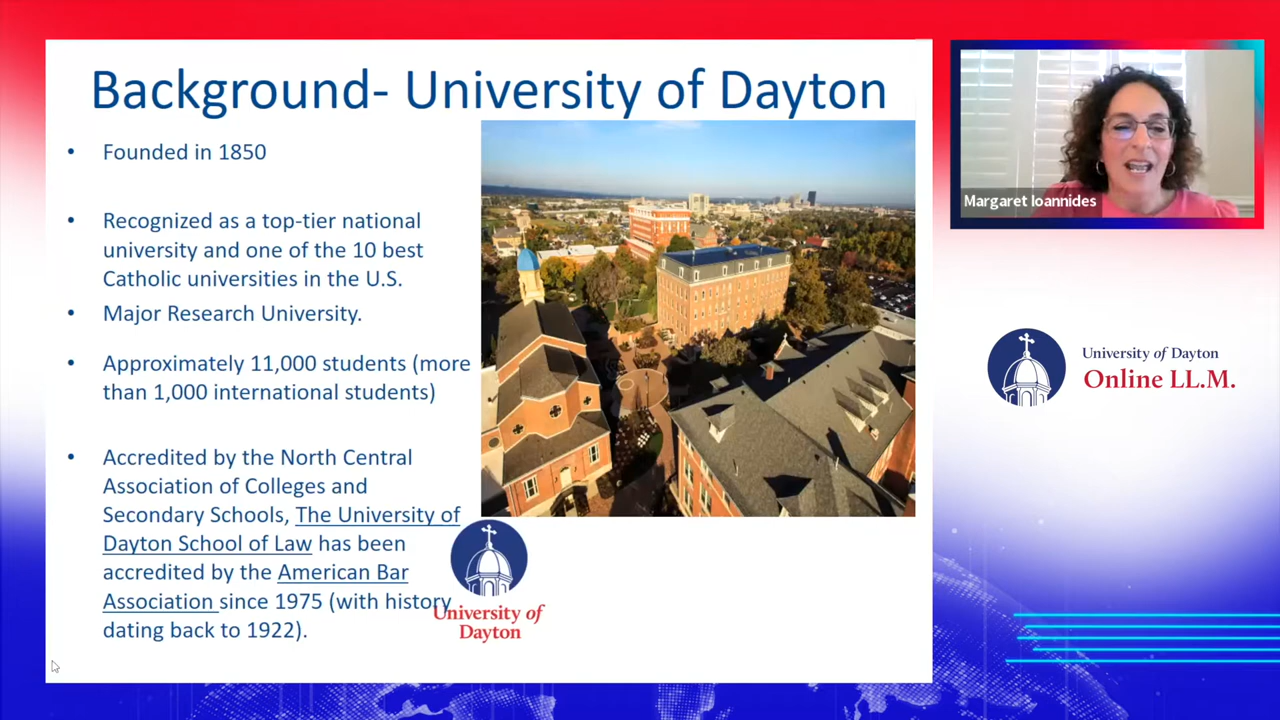 Background- University of Dayton
• Founded in 1850
• Recognized as a top-tier national
university and one of the 10 best
Catholic universities in the U.S.
• Major Research University.
• Approximately 11,000 students (more
than 1,000 international students)
• Accredited by the North Central
Association of Colleges and
Secondary Schools, The University of
Dayton School of Law has been
accredited by the American Bar
Association since 1975 (with history
dating back to 1922).
University of
Dayton
Margaret Ioannides
University of Dayton
Online LL.M.